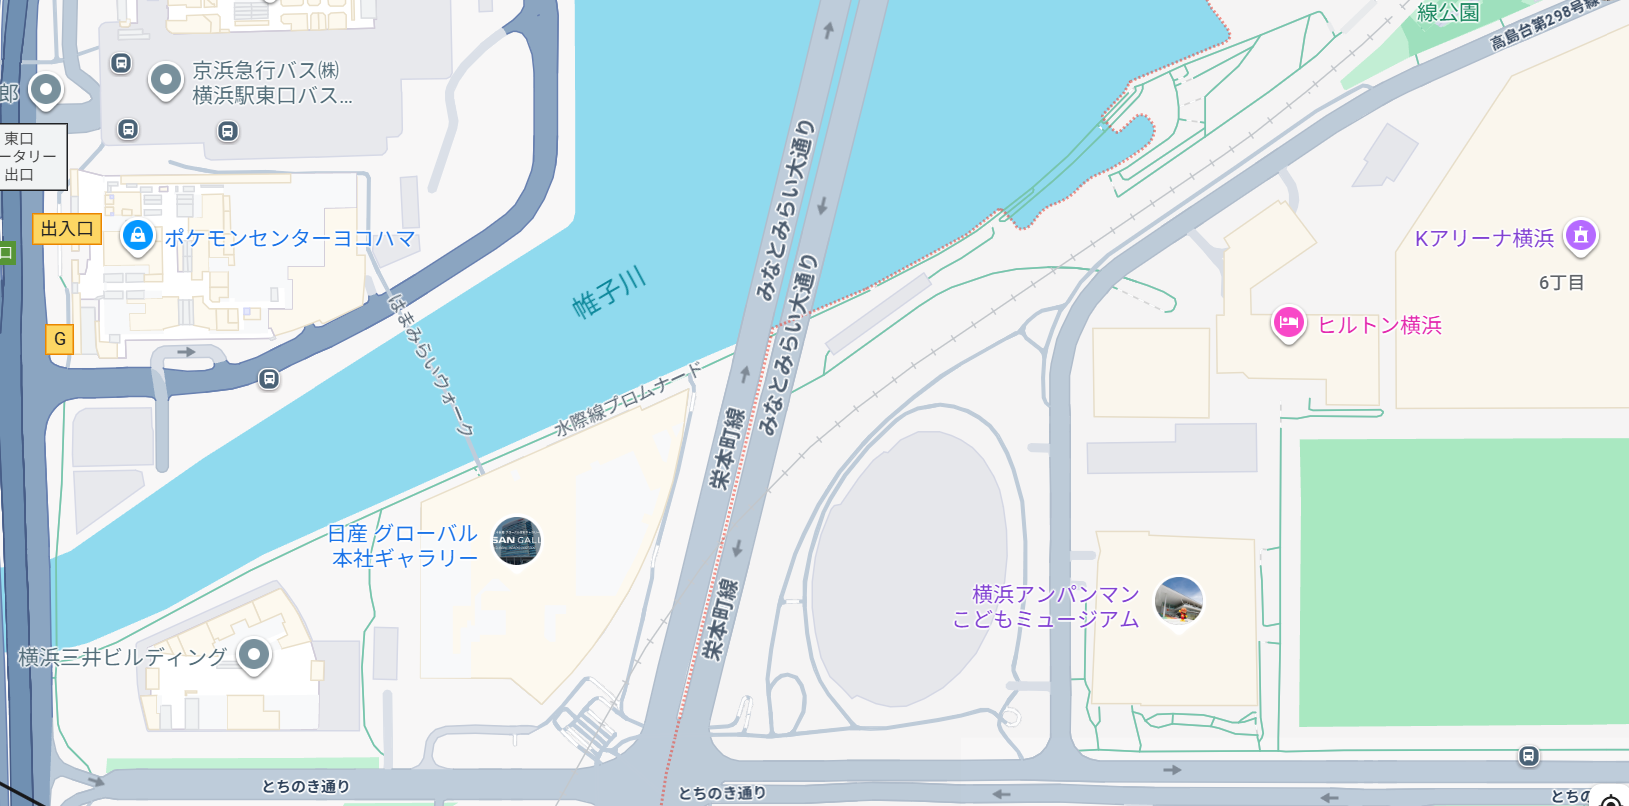 線公園
高島台第298号線
京浜急行バス㈱
横浜駅東口バス...
郎
東口
ータリー
出口
出入口
口
ポケモンセンターヨコハマ
G
はまみらいウォーク
帷子川
みなとみらい大通り
みなとみらい大通り
Kアリーナ横浜
6丁目
ヒルトン横浜
水際線プロムナード
栄本町線
栄本町線
日産 グローバル
本社ギャラリー
SAN GALL
横浜アンパンマン
こどもミュージアム
横浜三井ビルディング
とちのき通り
とちのき通り
とちの